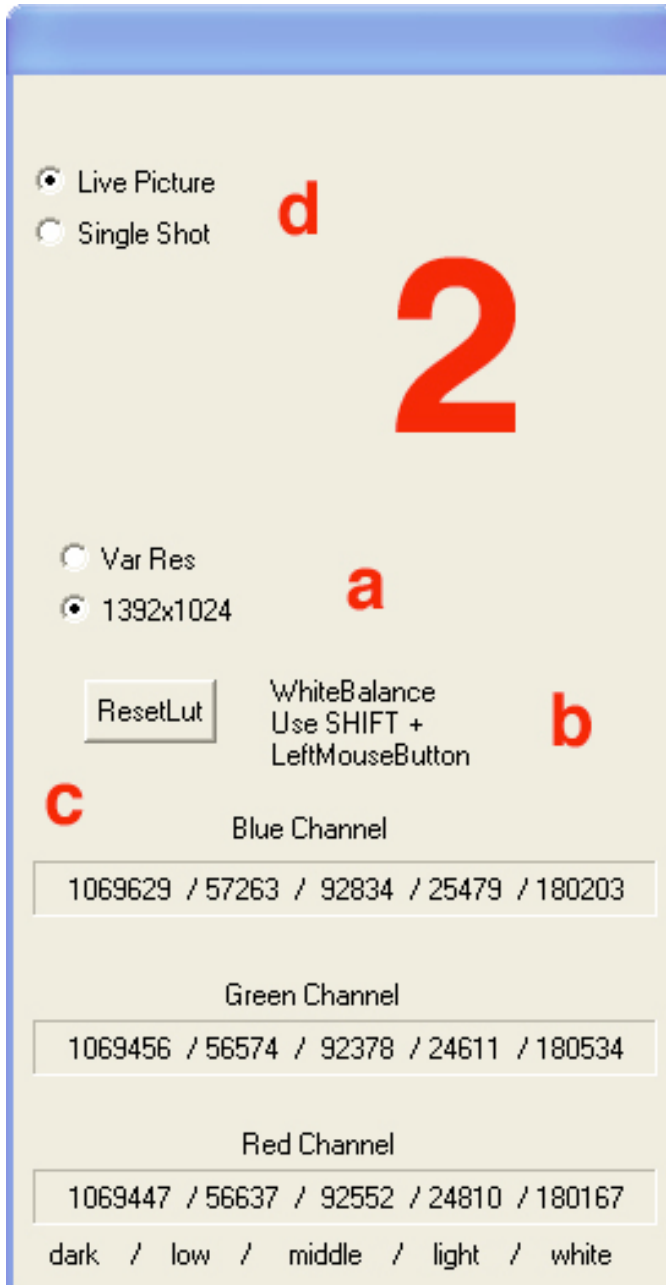 Live Picture
d
Single Shot
2
Var Res
a
1392x1024
ResetLut
WhiteBalance
Use SHIFT +
LeftMouseButton
b
c
Blue Channel
1069629 / 57263 / 92834 / 25479 / 180203
Green Channel
1069456 / 56574 / 92378 / 24611 / 180534
Red Channel
1069447 / 56637 / 92552 / 24810 / 180167
dark / low / middle / light / white